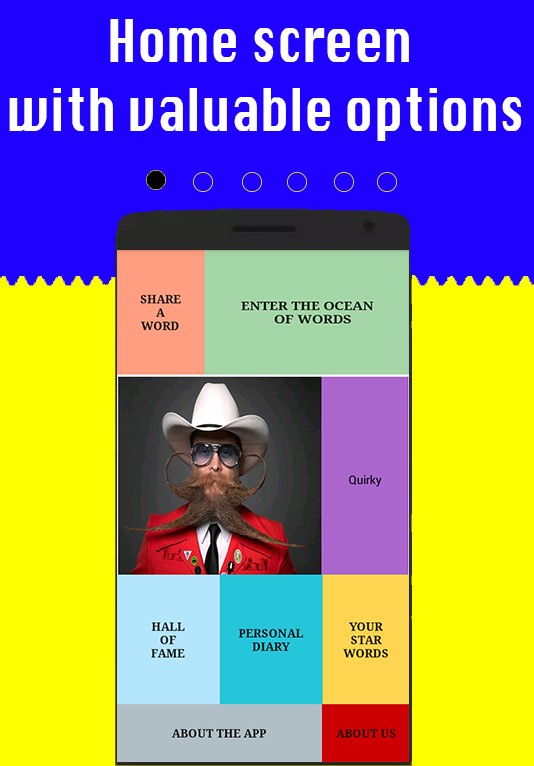 Home screen
with valuable options
SHARE
A
WORD
ENTER THE OCEAN
OF WORDS
Quirky
HALL
OF
FAME
PERSONAL
DIARY
YOUR
STAR
WORDS
ABOUT THE APP
ABOUT US